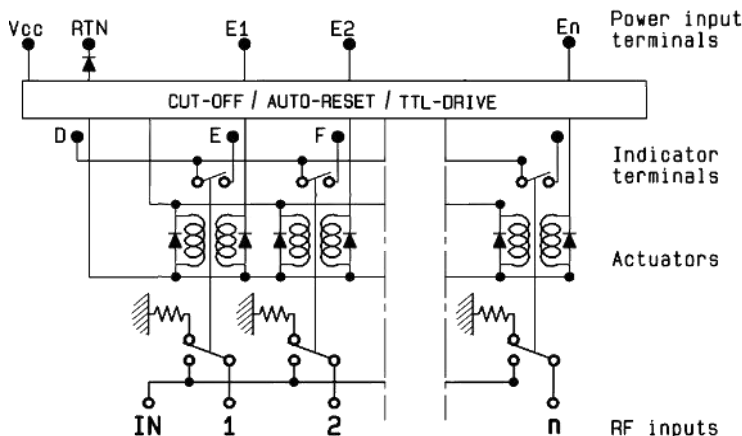 Vcc RTN E1 E2 En Power input
terminals
CUT-OFF / AUTO-RESET / TTL-DRIVE
D E F Indicator
terminals
Actuators
IN 1 2 n RF inputs